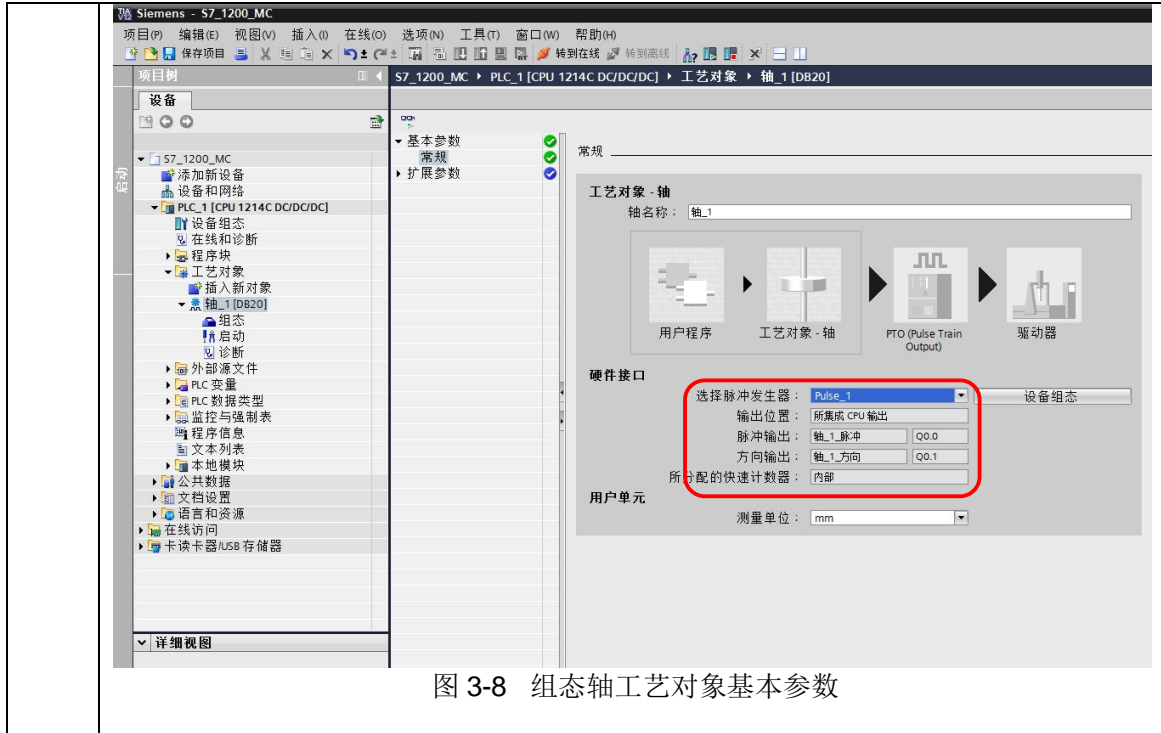 Siemens - S7_1200_MC
项目(P) 编辑(E) 视图(V) 插入(I) 在线(O) 选项(N) 工具(T) 窗口(W) 帮助(H)
保存项目 转到在线 转到离线
项目树
S7_1200_MC ▸ PLC_1 [CPU 1214C DC/DC/DC] ▸ 工艺对象 ▸ 轴_1 [DB20]
设备
启动
S7_1200_MC
添加新设备
设备和网络
PLC_1 [CPU 1214C DC/DC/DC]
设备组态
在线和诊断
程序块
工艺对象
插入新对象
轴_1 [DB20]
组态
启动
诊断
外部源文件
PLC 变量
PLC 数据类型
监控与强制表
程序信息
文本列表
本地模块
公共数据
文档设置
语言和资源
在线访问
卡读卡器/USB 存储器
详细视图
基本参数
常规
扩展参数
常规
工艺对象 - 轴
轴名称： 轴_1
用户程序 工艺对象 - 轴 PTO (Pulse Train 驱动器
Output)
硬件接口
选择脉冲发生器： Pulse_1 设备组态
输出位置： 所集成 CPU 输出
脉冲输出： 轴_1_脉冲 Q0.0
方向输出： 轴_1_方向 Q0.1
所分配的快速计数器： 内部
用户单元
测量单位： mm
图 3-8 组态轴工艺对象基本参数